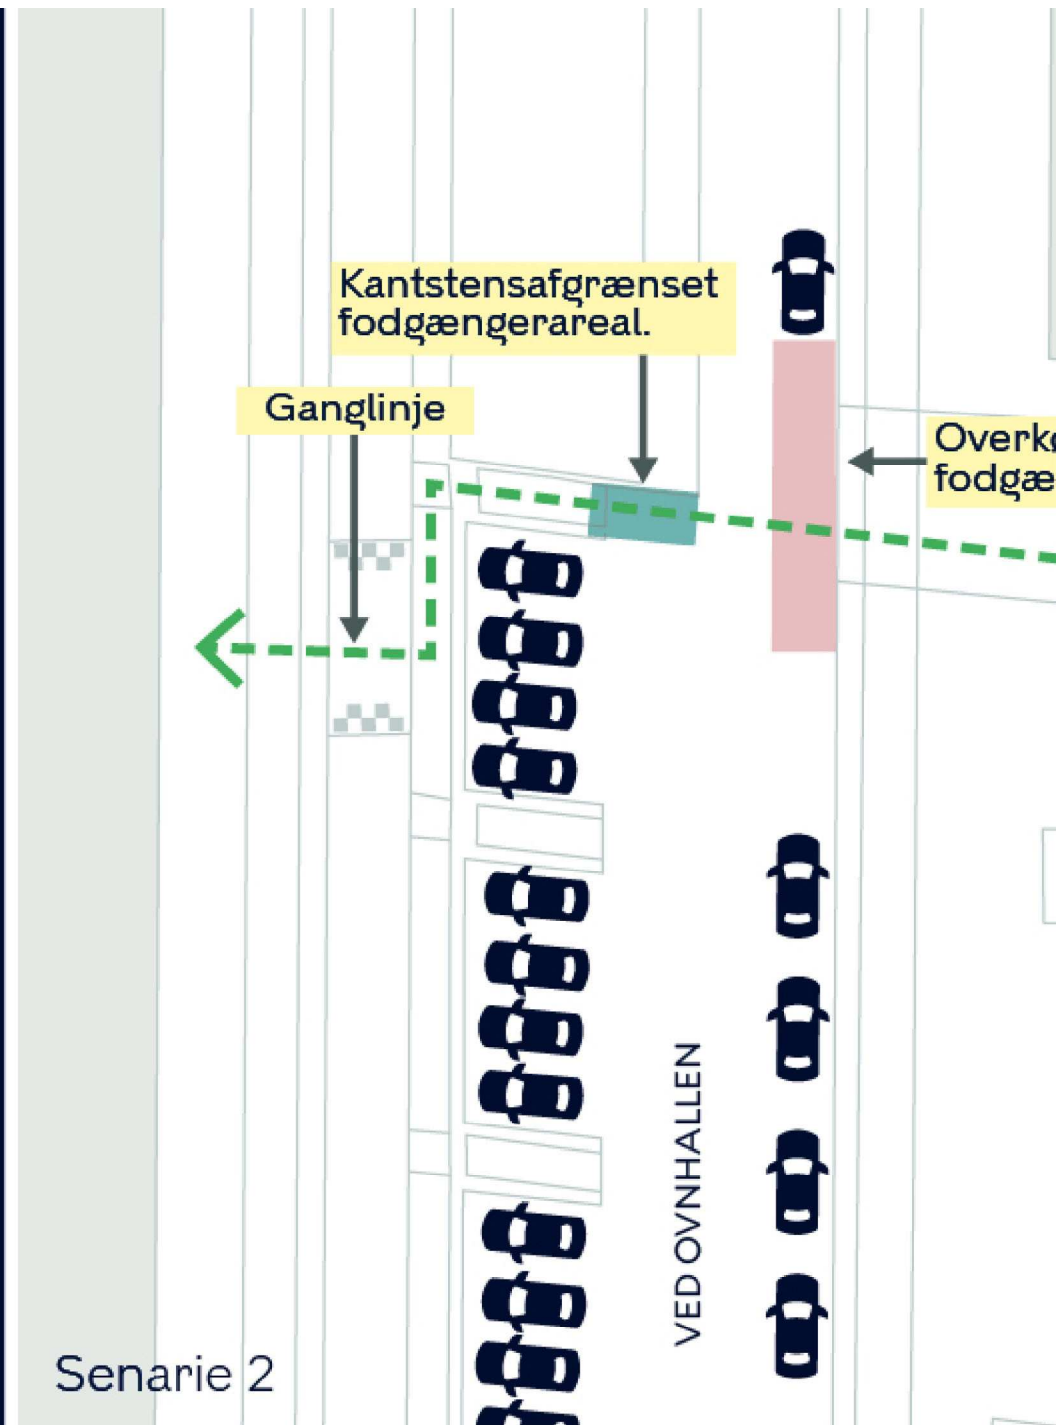 Kantstensafgrænset
fodgængerareal.
Ganglinje
VED OVNHALLEN
Senarie 2